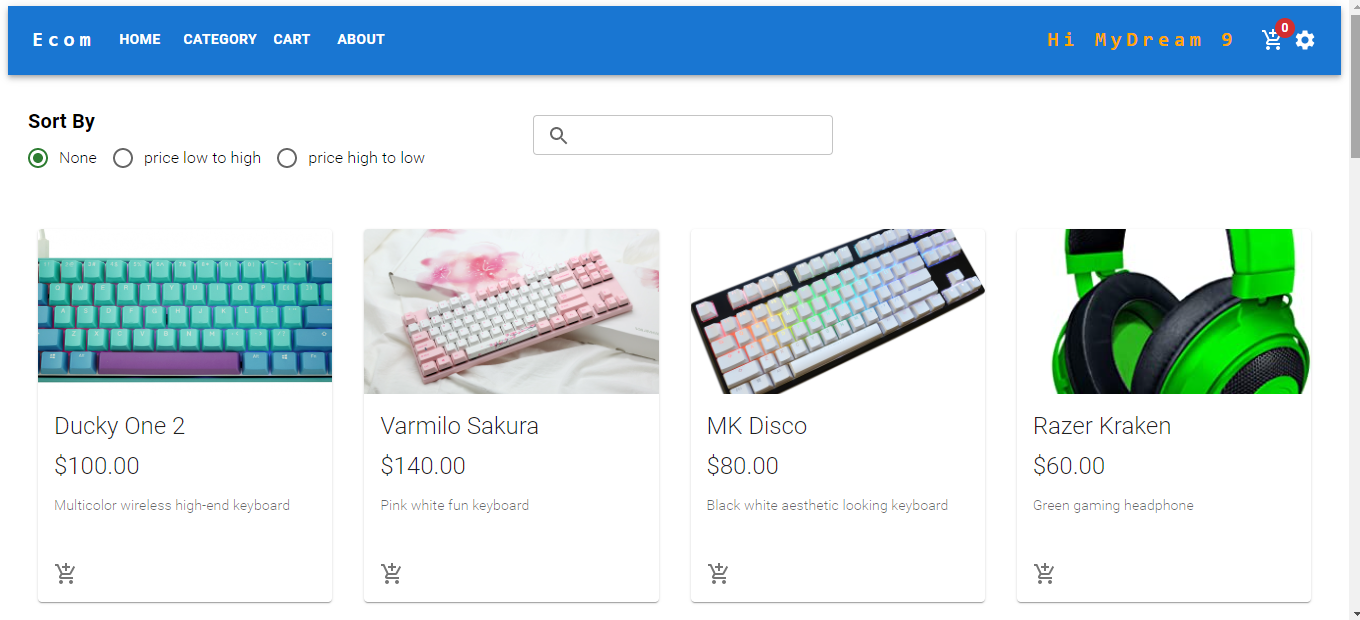 Ecom HOME CATEGORY CART ABOUT Hi MyDream 9 0
Sort By
None price low to high price high to low
Ducky One 2
$100.00
Multicolor wireless high-end keyboard
Varmilo Sakura
$140.00
Pink white fun keyboard
MK Disco
$80.00
Black white aesthetic looking keyboard
Razer Kraken
$60.00
Green gaming headphone